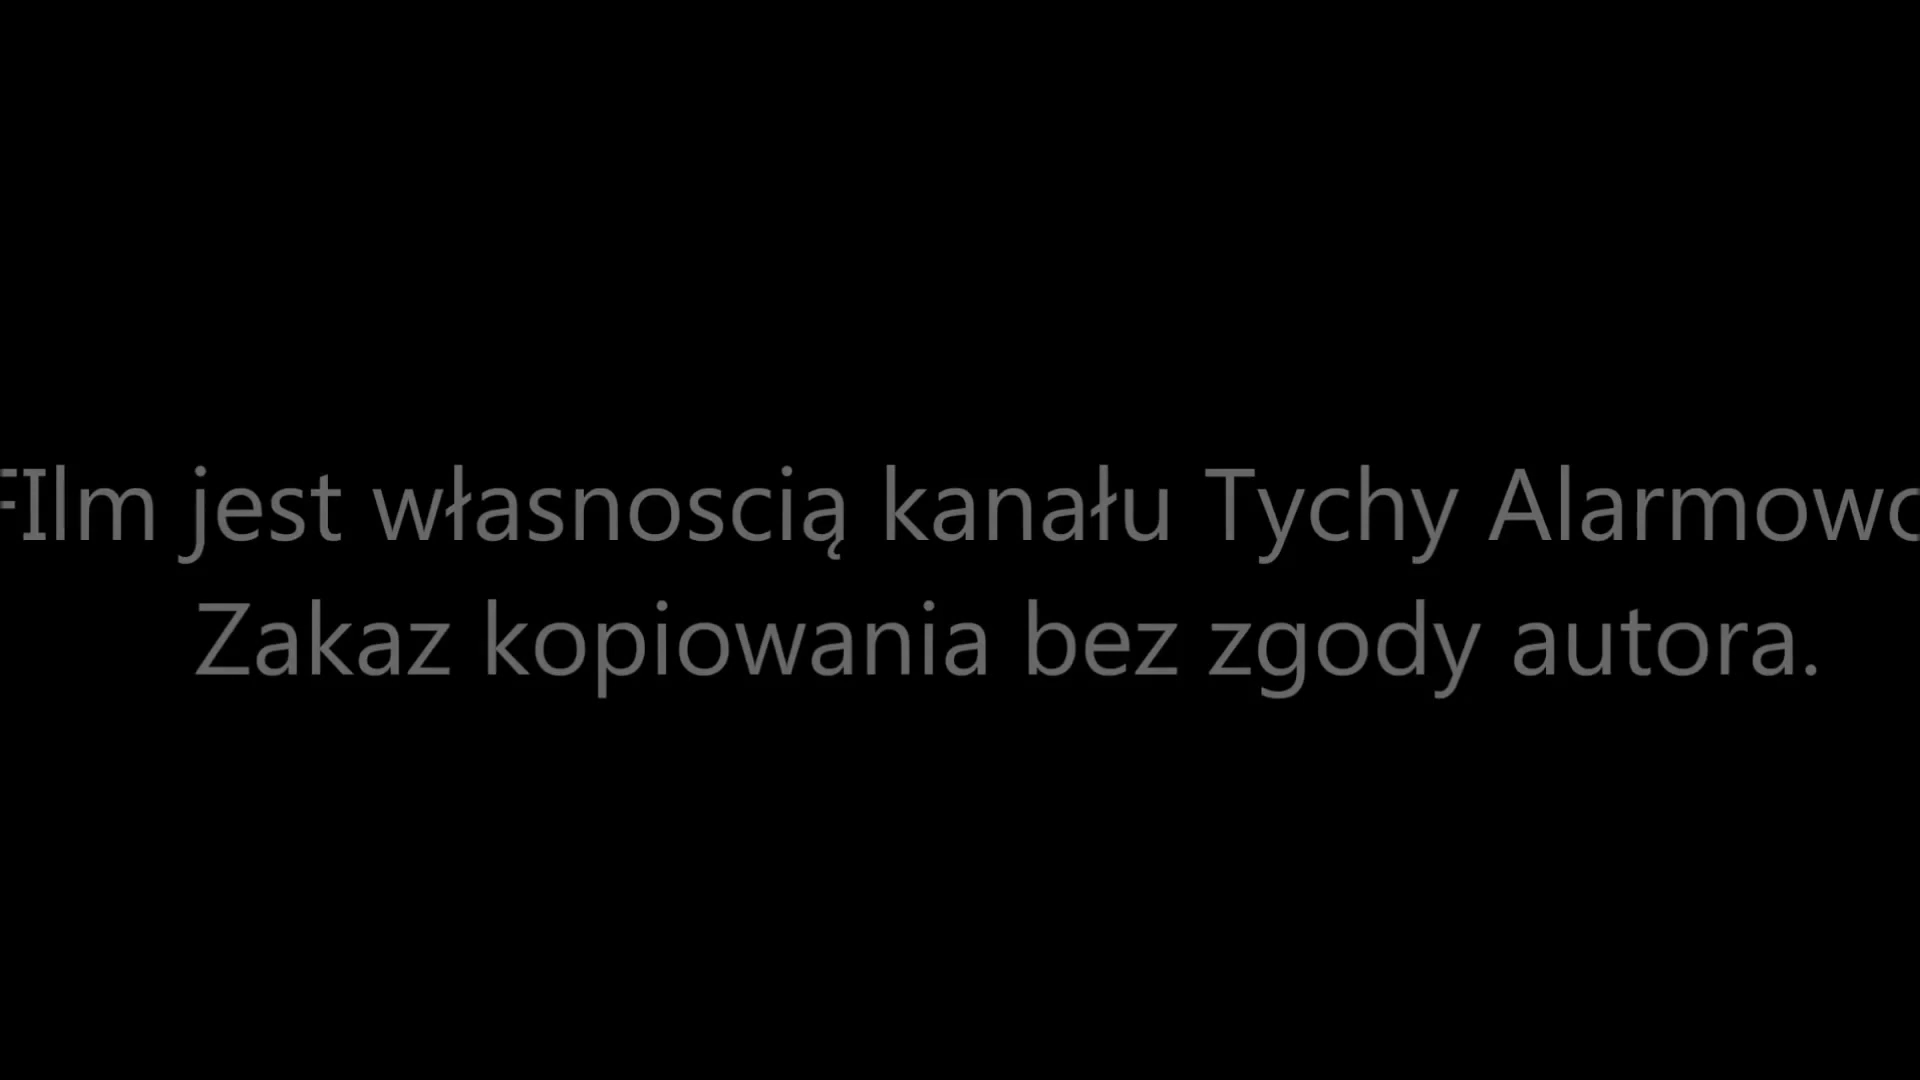 FIlm jest własnoscią kanału Tychy Alarmowo
Zakaz kopiowania bez zgody autora.